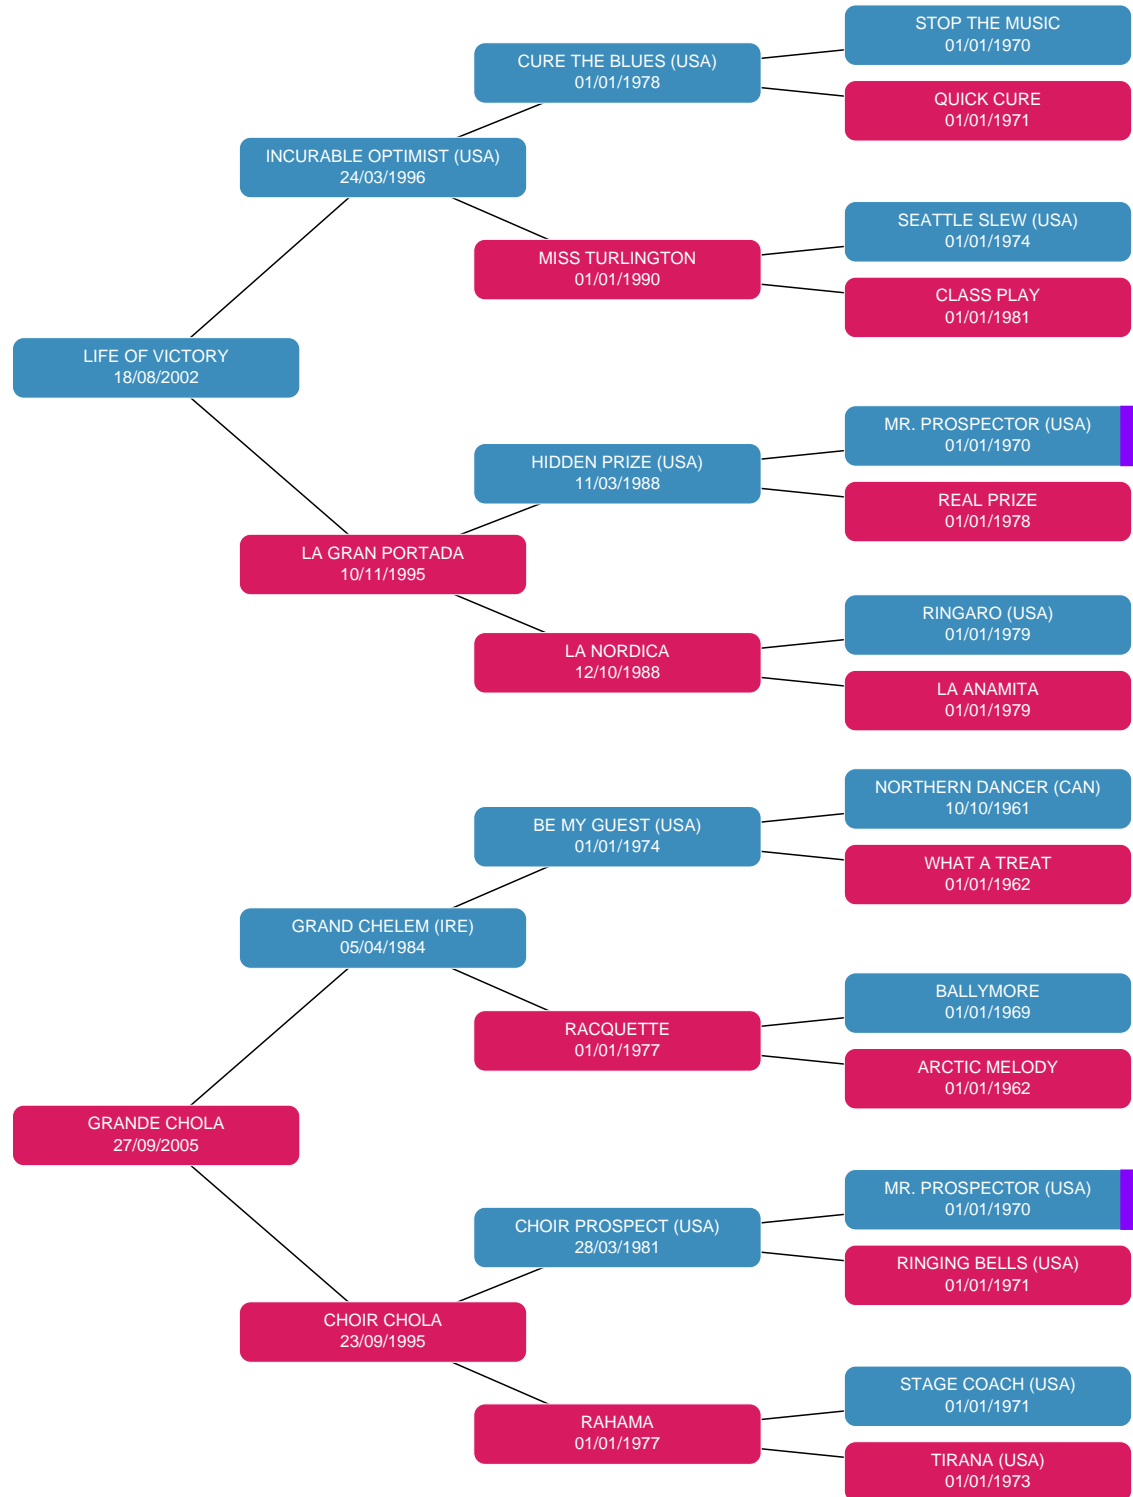 STOP THE MUSIC
01/01/1970
CURE THE BLUES (USA)
01/01/1978
QUICK CURE
01/01/1971
INCURABLE OPTIMIST (USA)
24/03/1996
SEATTLE SLEW (USA)
01/01/1974
MISS TURLINGTON
01/01/1990
CLASS PLAY
01/01/1981
LIFE OF VICTORY
18/08/2002
MR. PROSPECTOR (USA)
01/01/1970
HIDDEN PRIZE (USA)
11/03/1988
REAL PRIZE
01/01/1978
LA GRAN PORTADA
10/11/1995
RINGARO (USA)
01/01/1979
LA NORDICA
12/10/1988
LA ANAMITA
01/01/1979
NORTHERN DANCER (CAN)
10/10/1961
BE MY GUEST (USA)
01/01/1974
WHAT A TREAT
01/01/1962
GRAND CHELEM (IRE)
05/04/1984
BALLYMORE
01/01/1969
RACQUETTE
01/01/1977
ARCTIC MELODY
01/01/1962
GRANDE CHOLA
27/09/2005
MR. PROSPECTOR (USA)
01/01/1970
CHOIR PROSPECT (USA)
28/03/1981
RINGING BELLS (USA)
01/01/1971
CHOIR CHOLA
23/09/1995
STAGE COACH (USA)
01/01/1971
RAHAMA
01/01/1977
TIRANA (USA)
01/01/1973